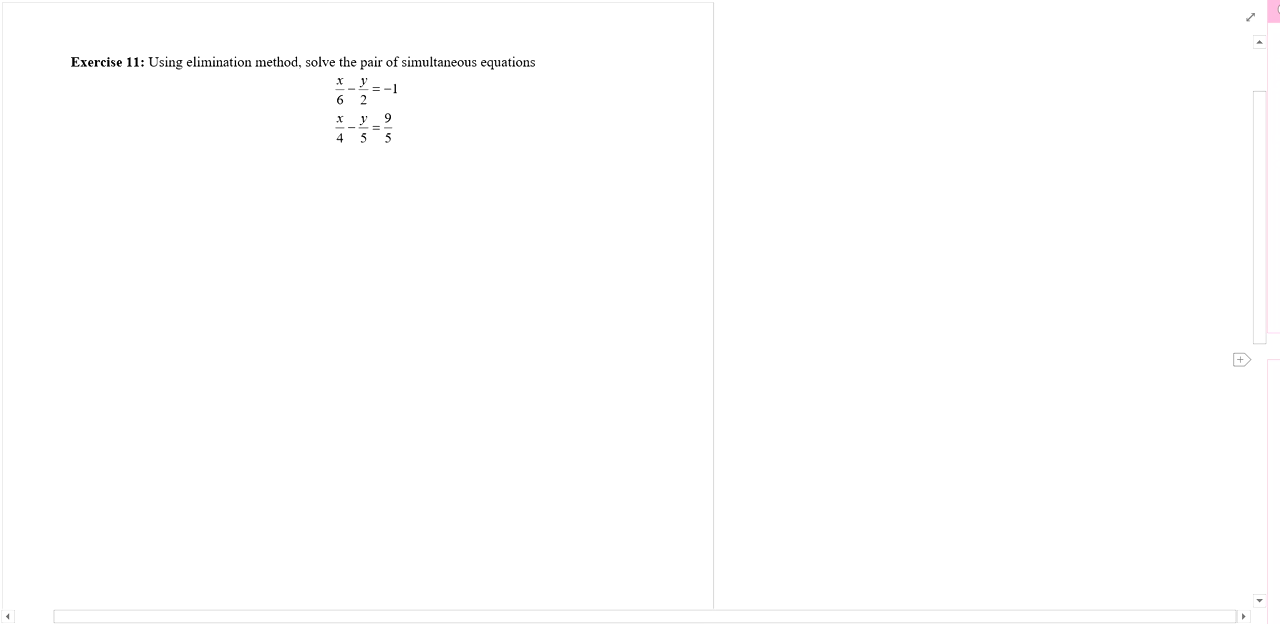 Exercise 11: Using elimination method, solve the pair of simultaneous equations
x/6 − y/2 = −1
x/4 − y/5 = 9/5